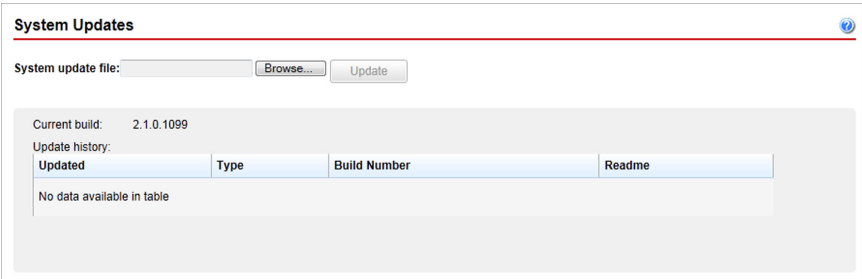 System Updates
System update file: Browse... Update
Current build: 2.1.0.1099
Update history:
Updated Type Build Number Readme
No data available in table